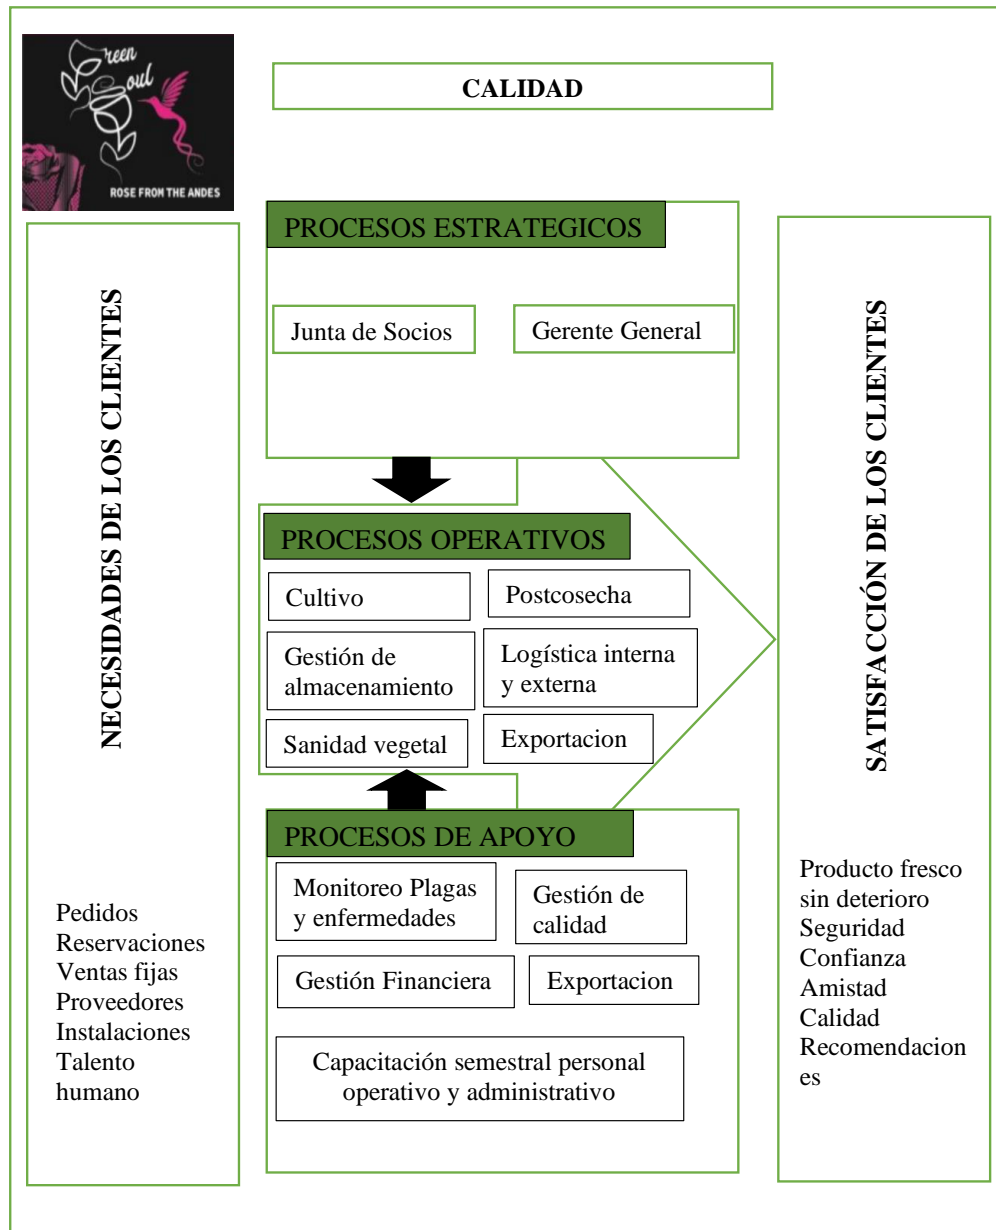 Green
Soul
ROSE FROM THE ANDES
CALIDAD
NECESIDADES DE LOS CLIENTES
Pedidos
Reservaciones
Ventas fijas
Proveedores
Instalaciones
Talento
humano
PROCESOS ESTRATEGICOS
Junta de Socios
Gerente General
PROCESOS OPERATIVOS
Cultivo
Postcosecha
Gestión de
almacenamiento
Logística interna
y externa
Sanidad vegetal
Exportacion
PROCESOS DE APOYO
Monitoreo Plagas
y enfermedades
Gestión de
calidad
Gestión Financiera
Exportacion
Capacitación semestral personal
operativo y administrativo
SATISFACCIÓN DE LOS CLIENTES
Producto fresco
sin deterioro
Seguridad
Confianza
Amistad
Calidad
Recomendacion
es